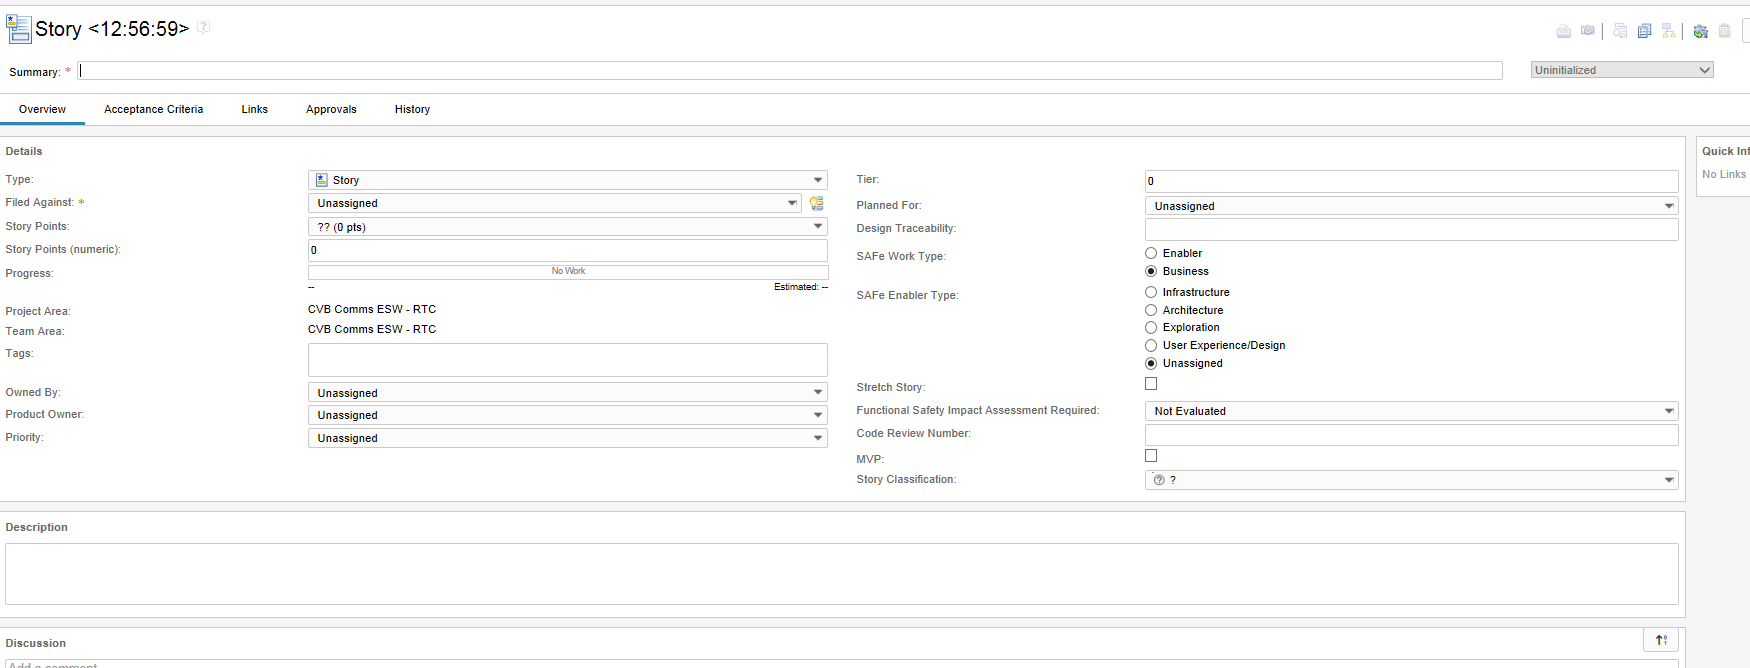 Story <12:56:59>
Summary: *
Uninitialized
Overview Acceptance Criteria Links Approvals History
Details
Type: Story
Filed Against: * Unassigned
Story Points: ?? (0 pts)
Story Points (numeric): 0
Progress: No Work
-- Estimated: --
Project Area: CVB Comms ESW - RTC
Team Area: CVB Comms ESW - RTC
Tags:
Owned By: Unassigned
Product Owner: Unassigned
Priority: Unassigned
Tier: 0
Planned For: Unassigned
Design Traceability:
SAFe Work Type: Enabler
Business
SAFe Enabler Type: Infrastructure
Architecture
Exploration
User Experience/Design
Unassigned
Stretch Story:
Functional Safety Impact Assessment Required: Not Evaluated
Code Review Number:
MVP:
Story Classification: ?
Quick Inf
No Links
Description
Discussion
Add a comment